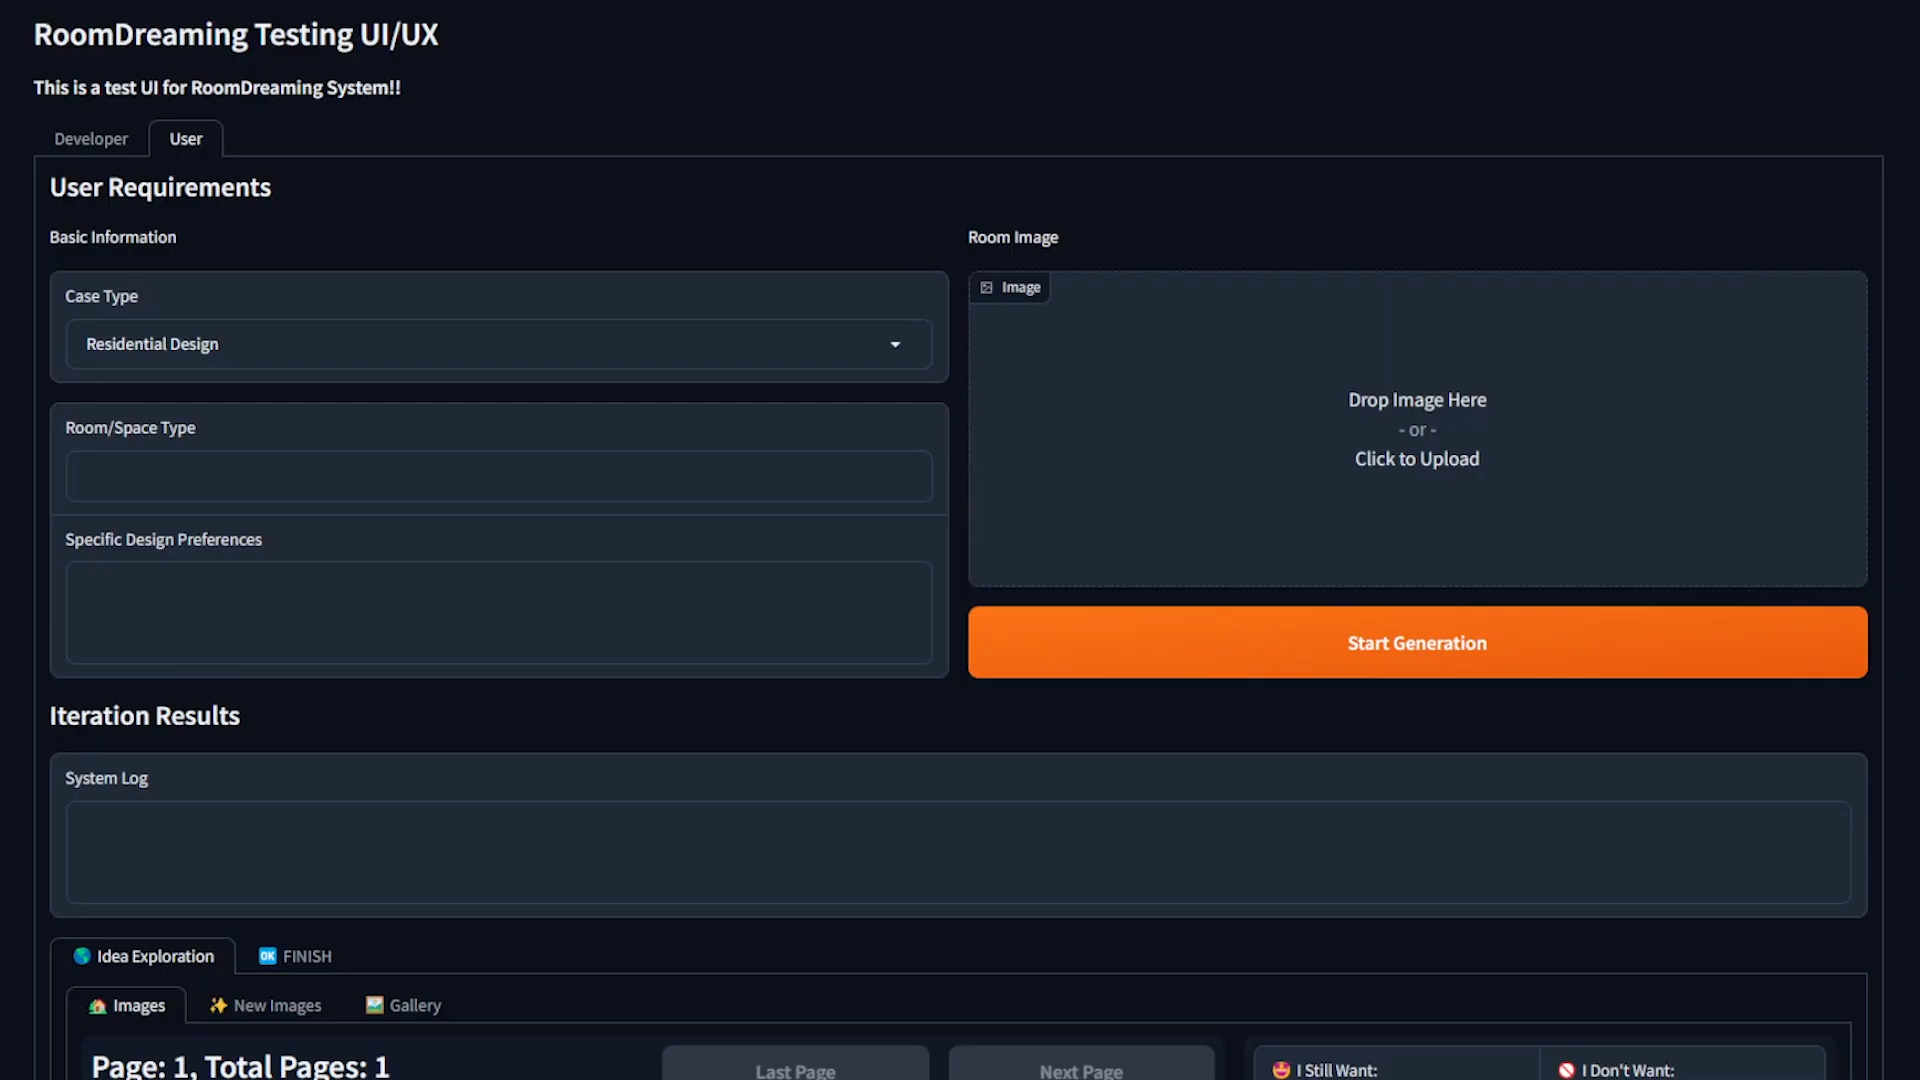 RoomDreaming Testing UI/UX
This is a test UI for RoomDreaming System!!
Developer
User
User Requirements
Basic Information
Case Type
Residential Design
Room/Space Type
Specific Design Preferences
Room Image
Image
Drop Image Here
- or -
Click to Upload
Start Generation
Iteration Results
System Log
Idea Exploration
OK FINISH
Images
New Images
Gallery
Page: 1, Total Pages: 1
Last Page
Next Page
I Still Want:
I Don't Want: